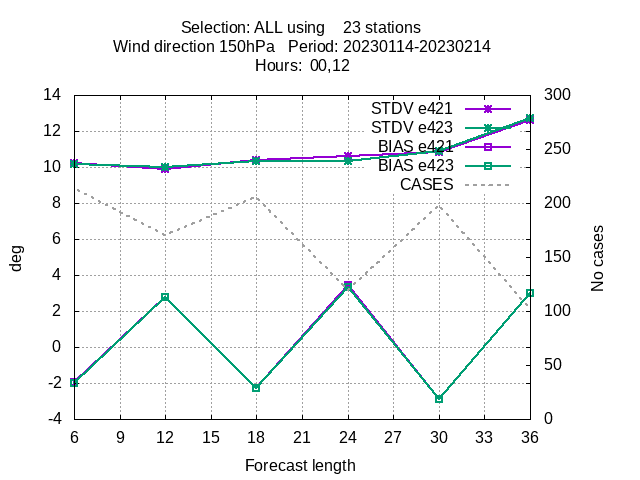 Selection: ALL using 23 stations
Wind direction 150hPa Period: 20230114-20230214
Hours: 00,12
STDV e421
STDV e423
BIAS e421
BIAS e423
CASES
14
12
10
8
6
4
2
0
-2
-4
deg
300
250
200
150
100
50
0
No cases
6 9 12 15 18 21 24 27 30 33 36
Forecast length